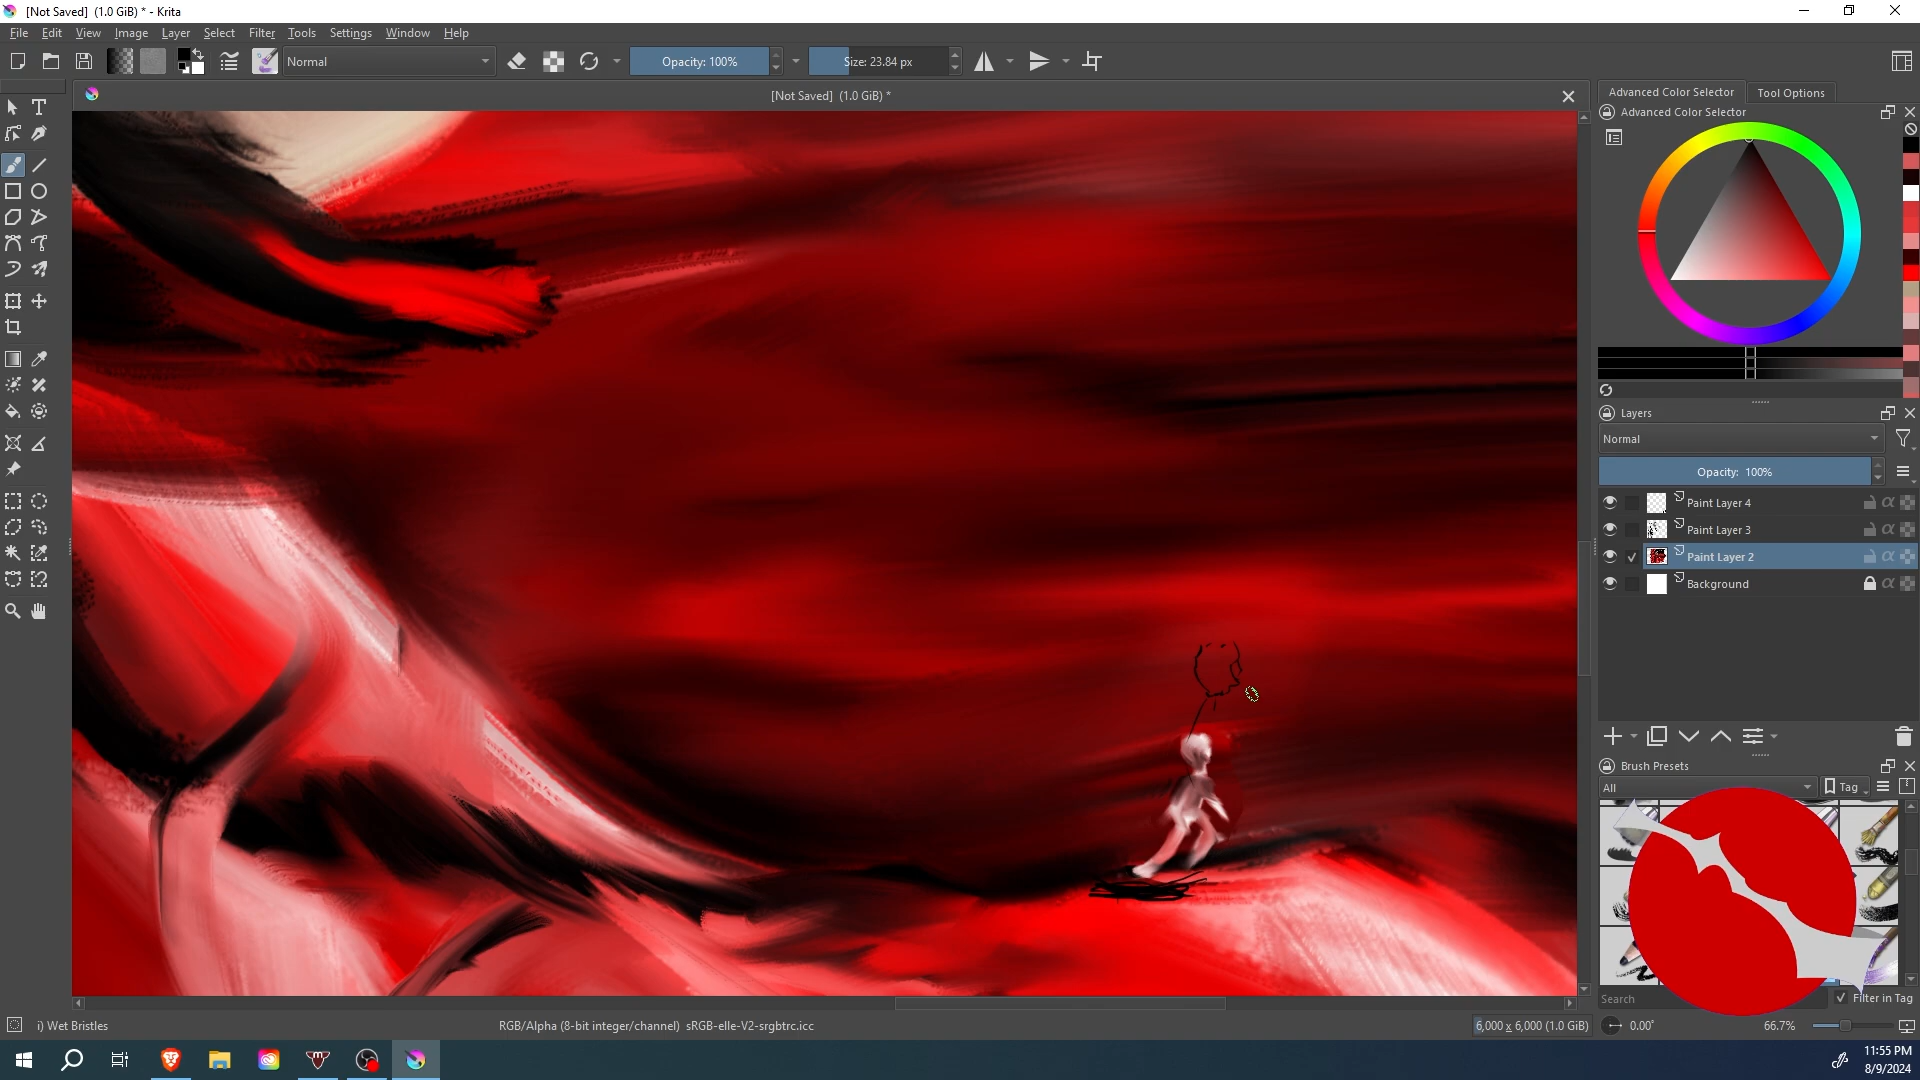 [Not Saved]  (1.0 GiB) * - Krita
File Edit View Image Layer Select Filter Tools Settings Window Help
Normal
Opacity: 100%
Size: 23.84 px
[Not Saved]  (1.0 GiB) *
Advanced Color Selector
Tool Options
Advanced Color Selector
Layers
Normal
Opacity:  100%
Paint Layer 4
Paint Layer 3
Paint Layer 2
Background
Brush Presets
All
Tag
Search
Filter in Tag
i) Wet Bristles
RGB/Alpha (8-bit integer/channel)  sRGB-elle-V2-srgbtrc.icc
6,000 x 6,000 (1.0 GiB)
0.00°
66.7%
11:55 PM
8/9/2024